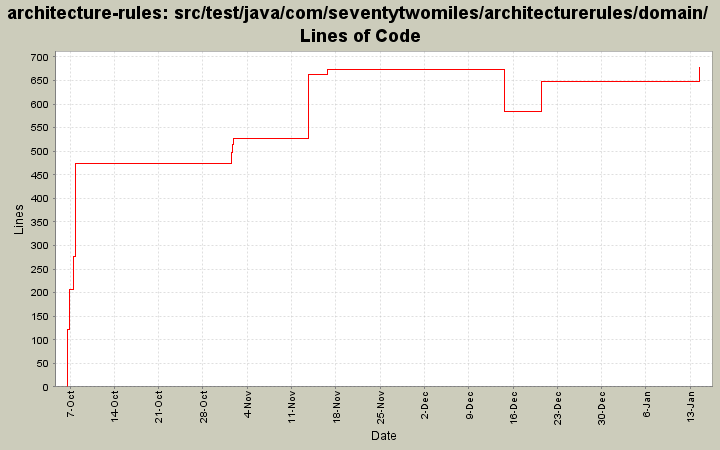 architecture-rules: src/test/java/com/seventytwomiles/architecturerules/domain/
Lines of Code
700
650
600
550
500
450
400
350
300
250
200
150
100
50
0
Lines
7-Oct
14-Oct
21-Oct
28-Oct
4-Nov
11-Nov
18-Nov
25-Nov
2-Dec
9-Dec
16-Dec
23-Dec
30-Dec
6-Jan
13-Jan
Date